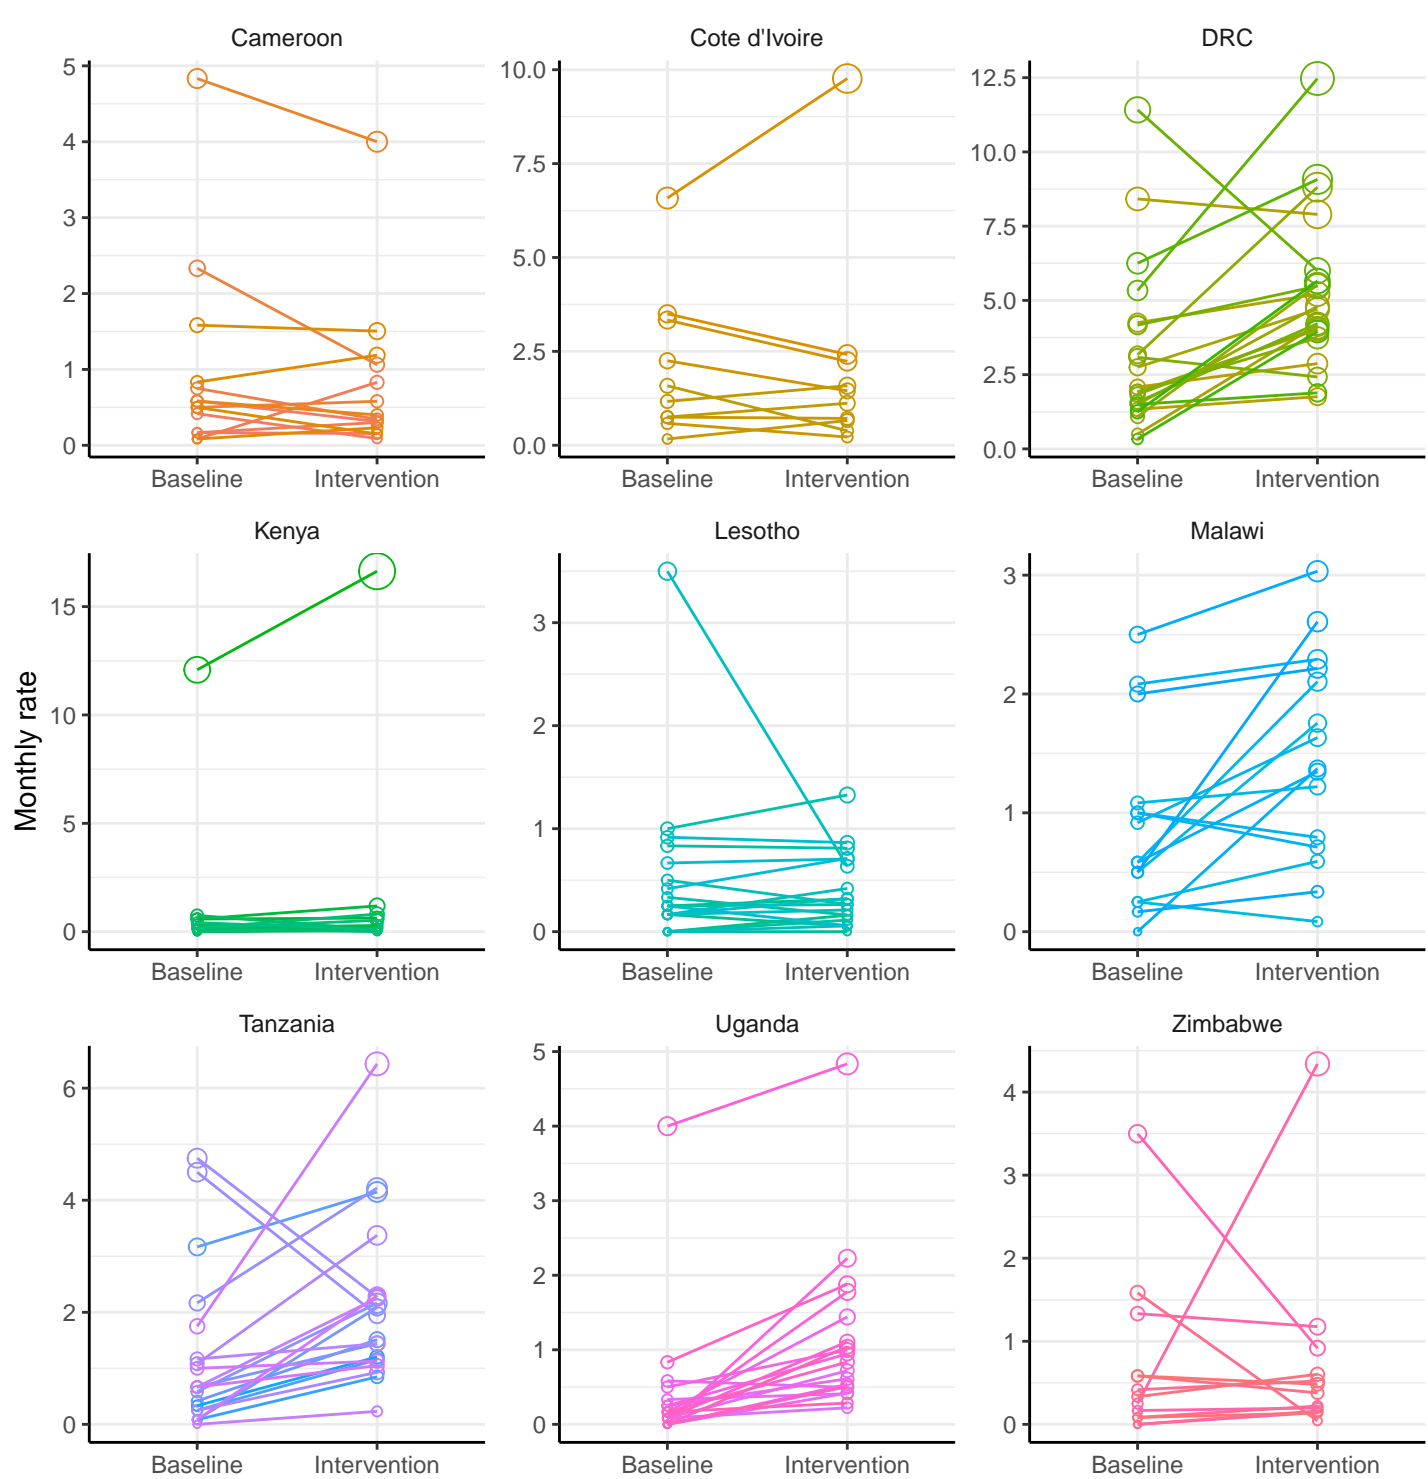 Cameroon
Cote d'Ivoire
DRC
5
4
3
2
1
0
10.0
7.5
5.0
2.5
0.0
12.5
10.0
7.5
5.0
2.5
0.0
Baseline Intervention
Baseline Intervention
Baseline Intervention
Monthly rate
Kenya
Lesotho
Malawi
15
10
5
0
3
2
1
0
3
2
1
0
Baseline Intervention
Baseline Intervention
Baseline Intervention
Tanzania
Uganda
Zimbabwe
6
4
2
0
5
4
3
2
1
0
4
3
2
1
0
Baseline Intervention
Baseline Intervention
Baseline Intervention